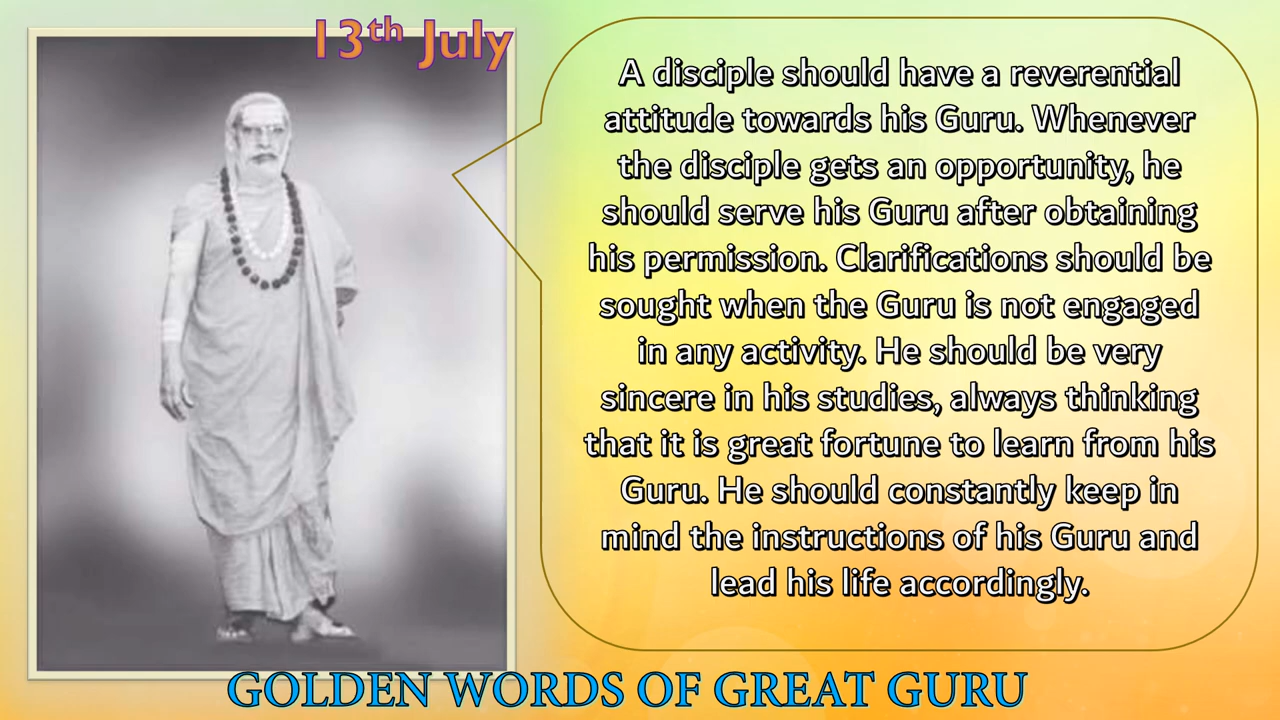 13th July
A disciple should have a reverential
attitude towards his Guru. Whenever
the disciple gets an opportunity, he
should serve his Guru after obtaining
his permission. Clarifications should be
sought when the Guru is not engaged
in any activity. He should be very
sincere in his studies, always thinking
that it is great fortune to learn from his
Guru. He should constantly keep in
mind the instructions of his Guru and
lead his life accordingly.
GOLDEN WORDS OF GREAT GURU